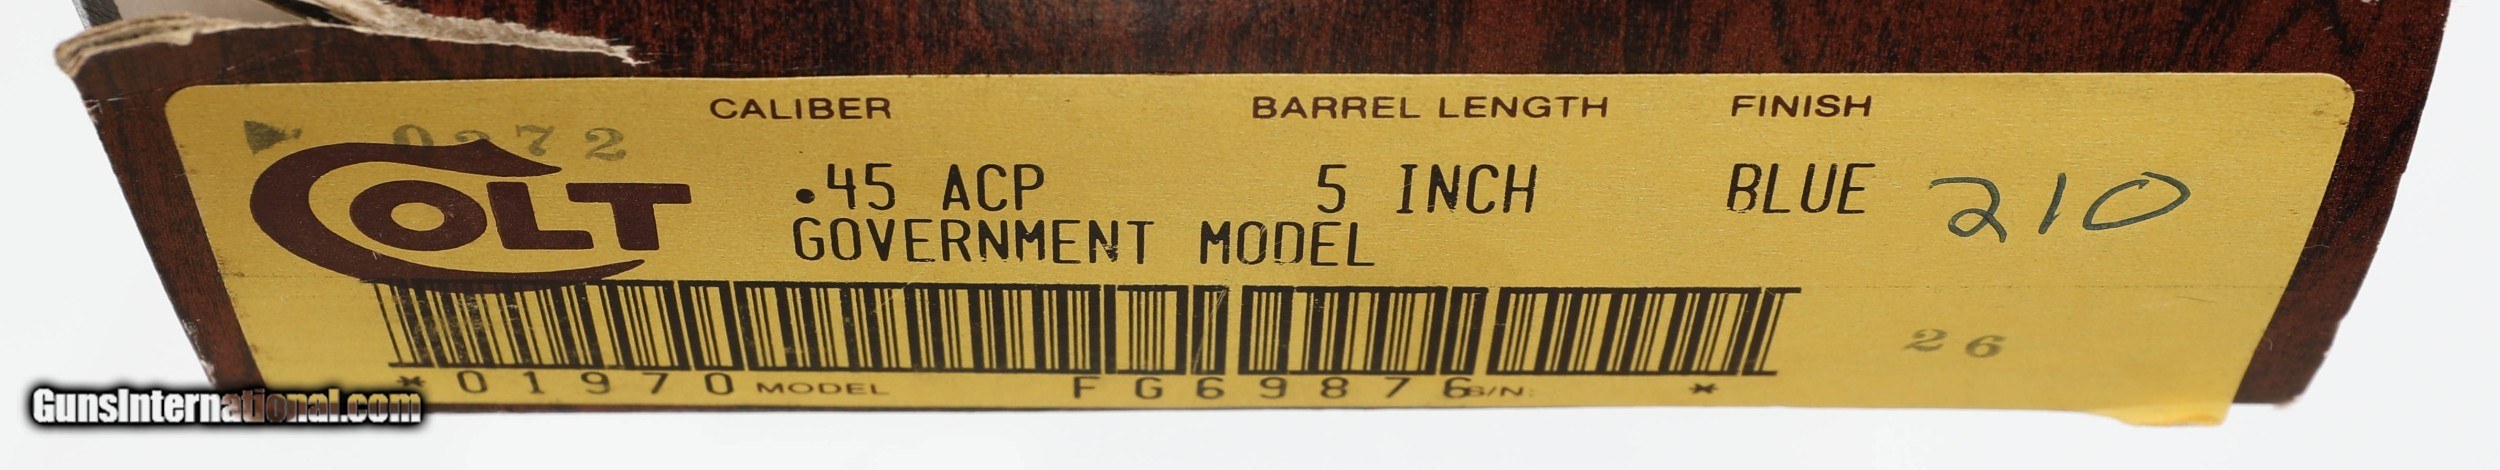 CALIBER BARREL LENGTH FINISH
0272
COLT .45 ACP 5 INCH BLUE 210
GOVERNMENT MODEL
26
*01970 MODEL FG69876 S/N: *
GunsInternational.com